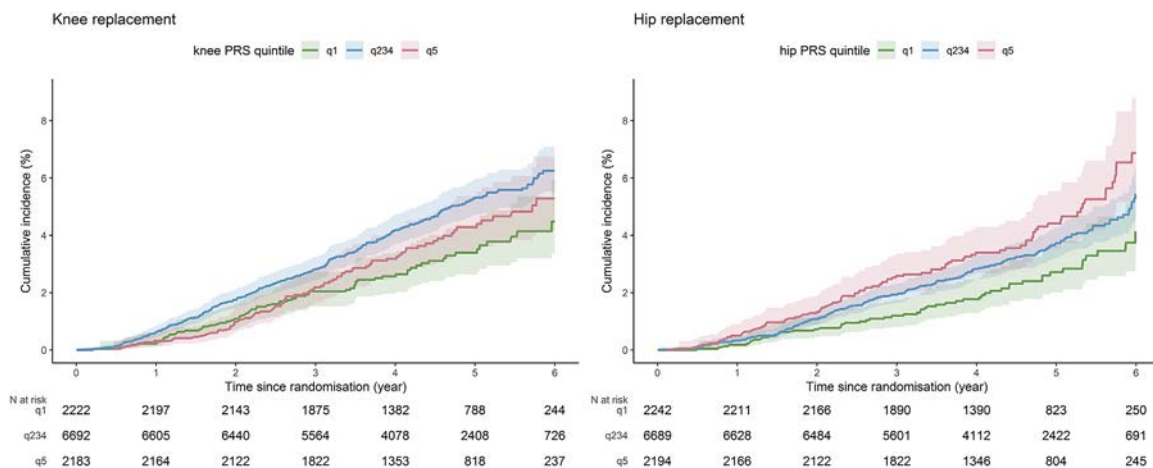 Knee replacement
knee PRS quintile q1 q234 q5
Cumulative incidence (%)
8
6
4
2
0
0 1 2 3 4 5 6
Time since randomisation (year)
N at risk
q1 2222 2197 2143 1875 1382 788 244
q234 6692 6605 6440 5564 4078 2408 726
q5 2183 2164 2122 1822 1353 818 237
Hip replacement
hip PRS quintile q1 q234 q5
Cumulative incidence (%)
8
6
4
2
0
0 1 2 3 4 5 6
Time since randomisation (year)
N at risk
q1 2242 2211 2166 1890 1390 823 250
q234 6689 6628 6484 5601 4112 2422 691
q5 2194 2166 2122 1822 1346 804 245